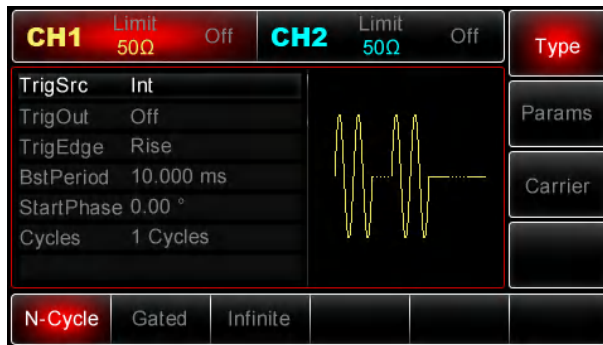 CH1 Limit 50Ω Off CH2 Limit 50Ω Off Type
TrigSrc Int
TrigOut Off
TrigEdge Rise
BstPeriod 10.000 ms
StartPhase 0.00 °
Cycles 1 Cycles
Params
Carrier
N-Cycle Gated Infinite